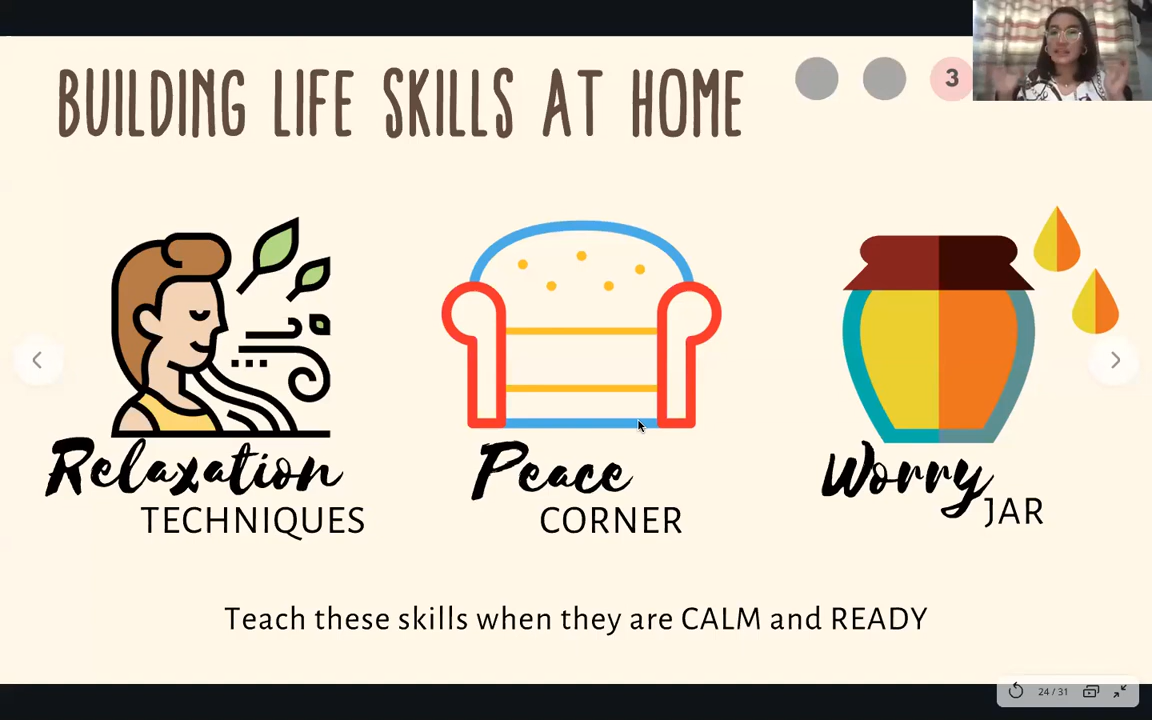 BUILDING LIFE SKILLS AT HOME
3
Relaxation
TECHNIQUES
Peace
CORNER
Worry
JAR
Teach these skills when they are CALM and READY
24 / 31